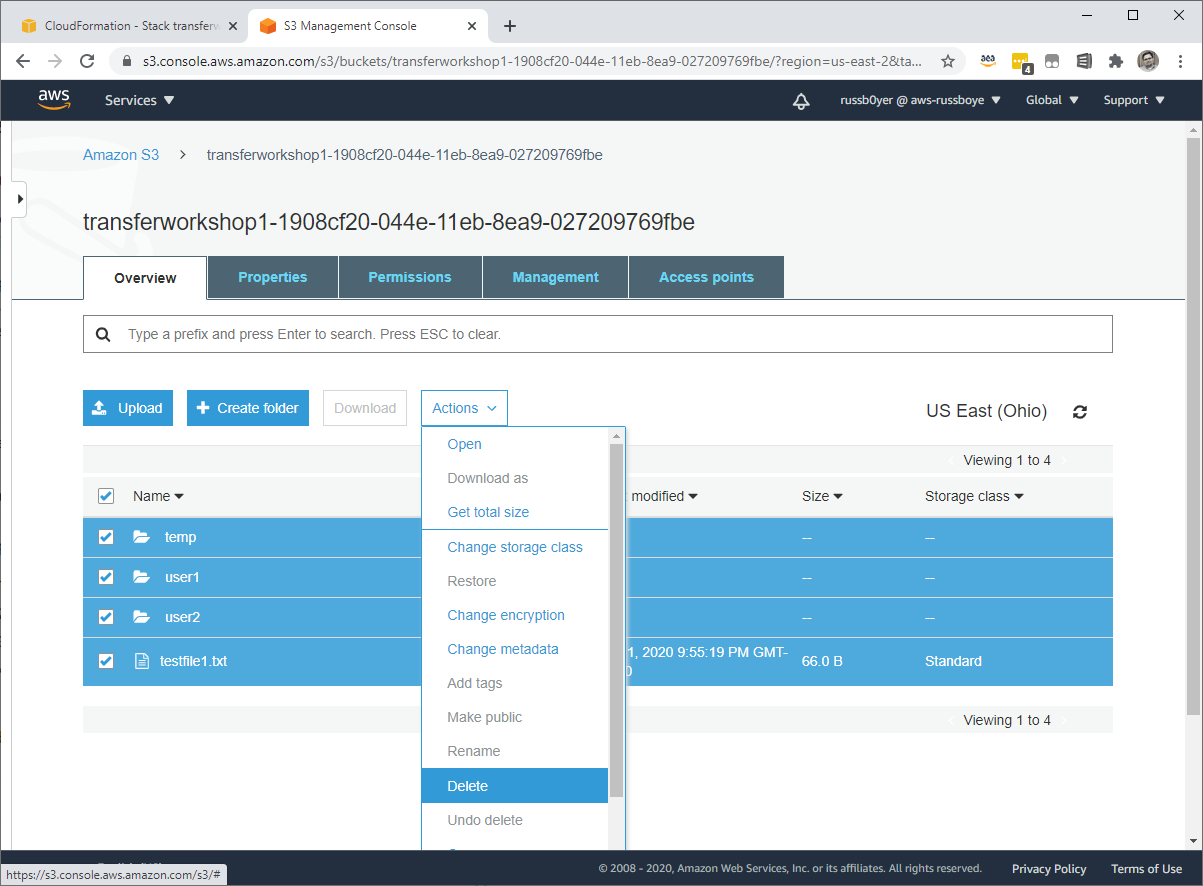 CloudFormation - Stack transferw
S3 Management Console
s3.console.aws.amazon.com/s3/buckets/transferworkshop1-1908cf20-044e-11eb-8ea9-027209769fbe/?region=us-east-2&ta...
aea
4
aws
Services
russb0yer @ aws-russboye
Global
Support
Amazon S3 > transferworkshop1-1908cf20-044e-11eb-8ea9-027209769fbe
transferworkshop1-1908cf20-044e-11eb-8ea9-027209769fbe
Overview
Properties
Permissions
Management
Access points
Type a prefix and press Enter to search. Press ESC to clear.
Upload
Create folder
Download
Actions
US East (Ohio)
Viewing 1 to 4
Name
modified
Size
Storage class
temp
--
--
user1
--
--
user2
--
--
testfile1.txt
1, 2020 9:55:19 PM GMT-
66.0 B
Standard
Open
Download as
Get total size
Change storage class
Restore
Change encryption
Change metadata
Add tags
Make public
Rename
Delete
Undo delete
Viewing 1 to 4
https://s3.console.aws.amazon.com/s3/#
© 2008 - 2020, Amazon Web Services, Inc. or its affiliates. All rights reserved.
Privacy Policy
Terms of Use